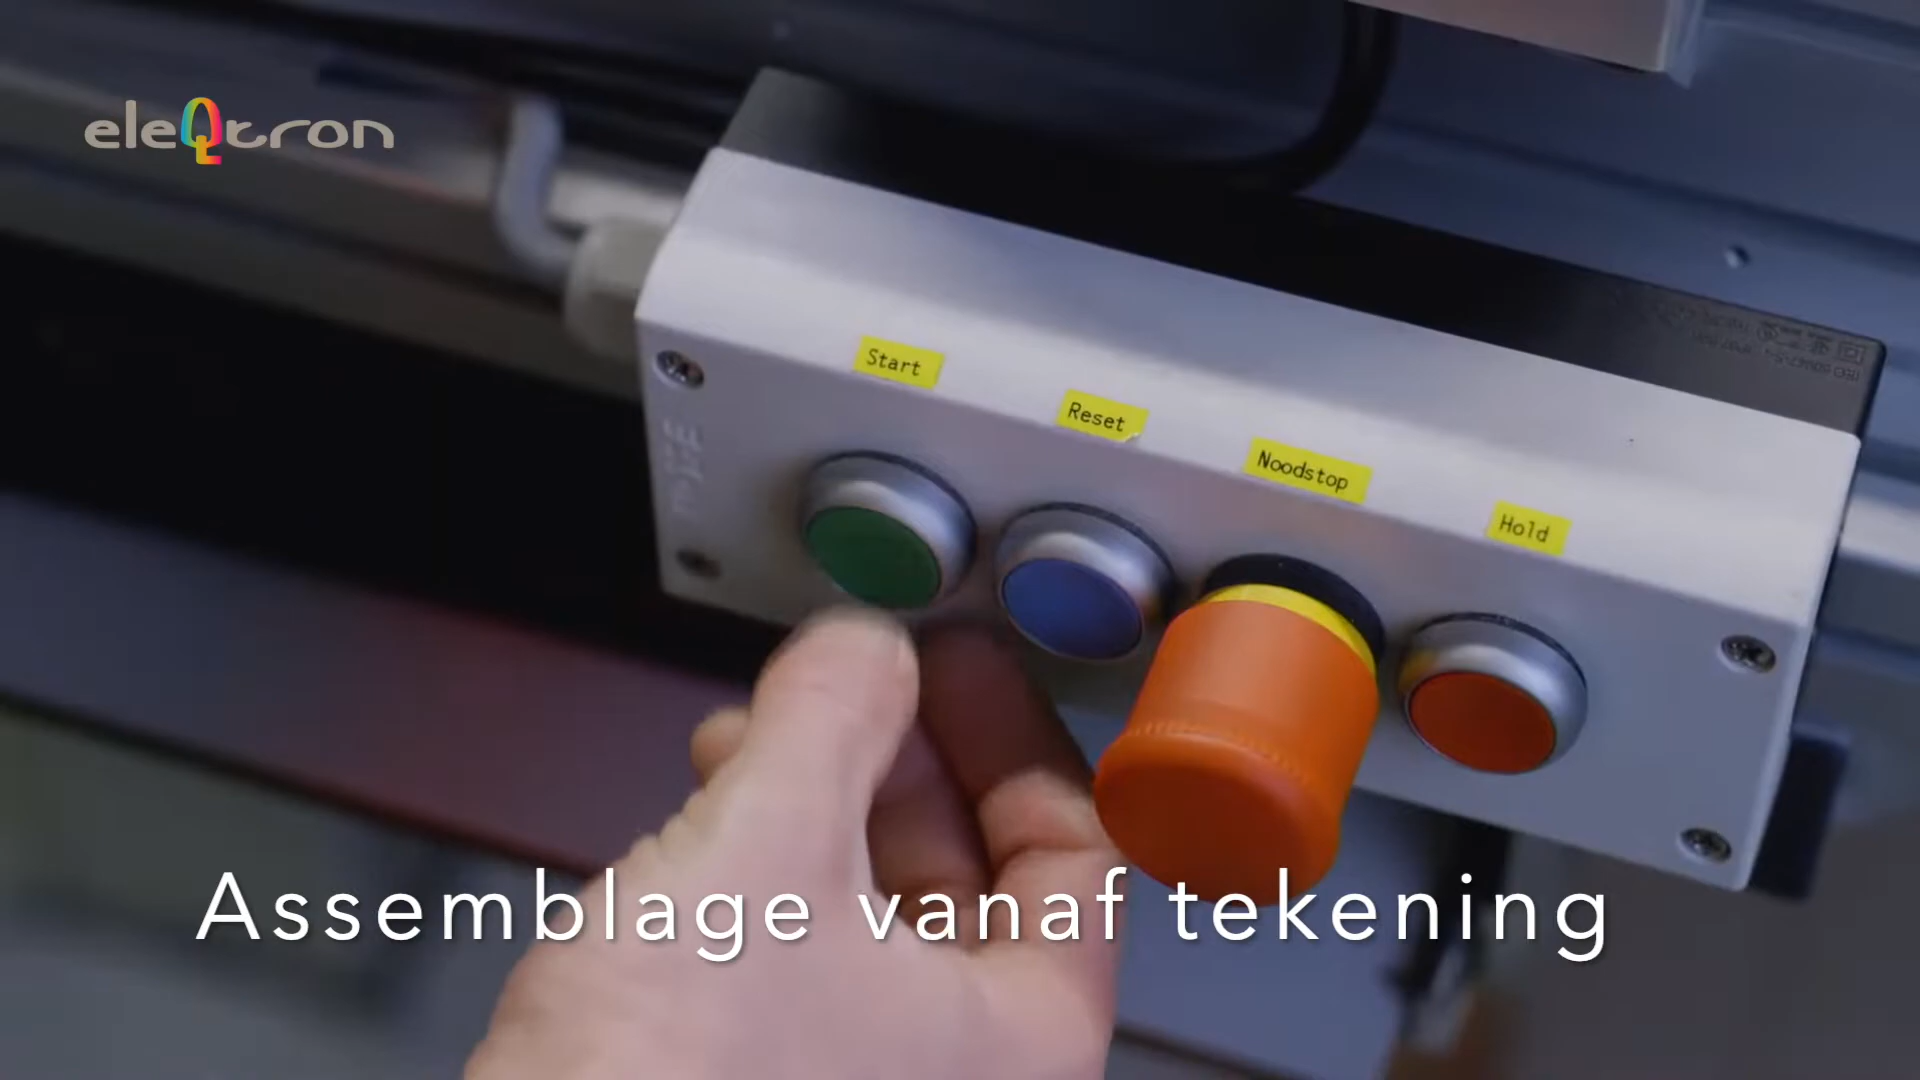 eleQtron
Start
Reset
Noodstop
Hold
Assemblage vanaf tekening